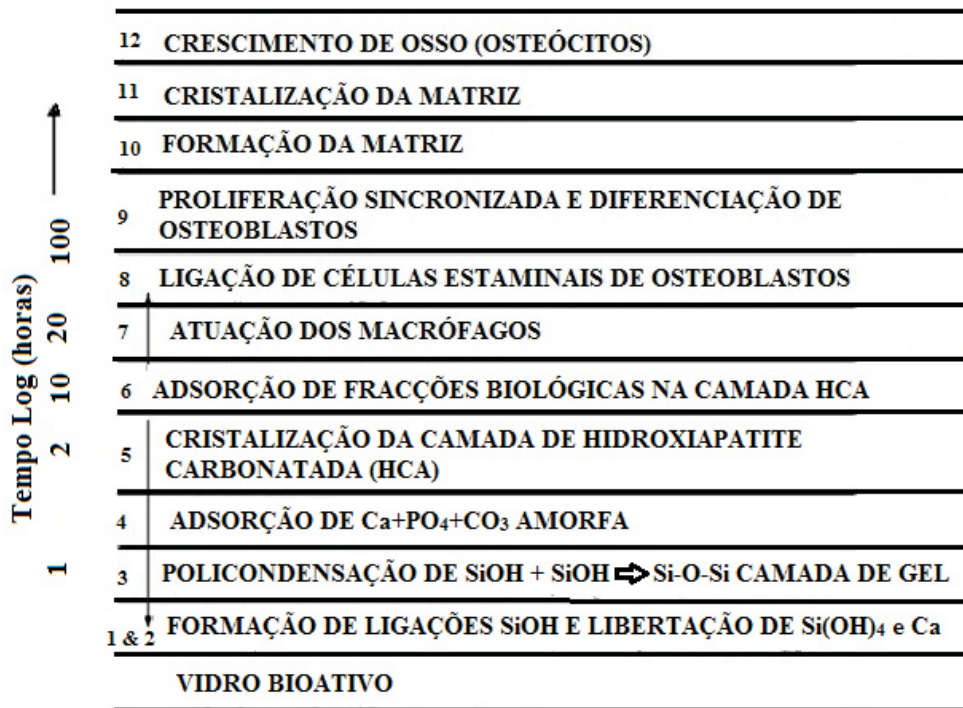 12 CRESCIMENTO DE OSSO (OSTEÓCITOS)
11 CRISTALIZAÇÃO DA MATRIZ
10 FORMAÇÃO DA MATRIZ
9 PROLIFERAÇÃO SINCRONIZADA E DIFERENCIAÇÃO DE
OSTEOBLASTOS
8 LIGAÇÃO DE CÉLULAS ESTAMINAIS DE OSTEOBLASTOS
7 ATUAÇÃO DOS MACRÓFAGOS
6 ADSORÇÃO DE FRACÇÕES BIOLÓGICAS NA CAMADA HCA
5 CRISTALIZAÇÃO DA CAMADA DE HIDROXIAPATITE
CARBONATADA (HCA)
4 ADSORÇÃO DE Ca+PO4+CO3 AMORFA
3 POLICONDENSAÇÃO DE SiOH + SiOH ⇨ Si-O-Si CAMADA DE GEL
1 & 2 FORMAÇÃO DE LIGAÇÕES SiOH E LIBERTAÇÃO DE Si(OH)4 e Ca
VIDRO BIOATIVO
Tempo Log (horas)
1 2 10 20 100